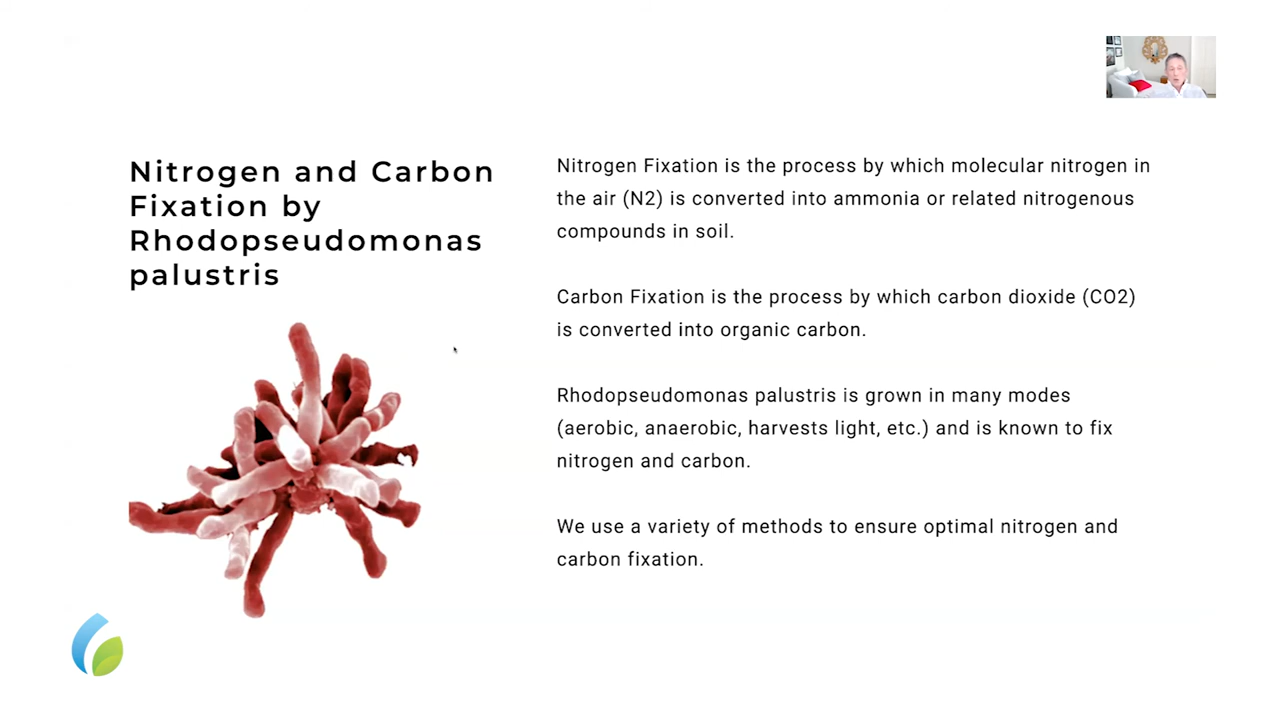 Nitrogen and Carbon
Fixation by
Rhodopseudomonas
palustris
Nitrogen Fixation is the process by which molecular nitrogen in
the air (N2) is converted into ammonia or related nitrogenous
compounds in soil.
Carbon Fixation is the process by which carbon dioxide (CO2)
is converted into organic carbon.
Rhodopseudomonas palustris is grown in many modes
(aerobic, anaerobic, harvests light, etc.) and is known to fix
nitrogen and carbon.
We use a variety of methods to ensure optimal nitrogen and
carbon fixation.